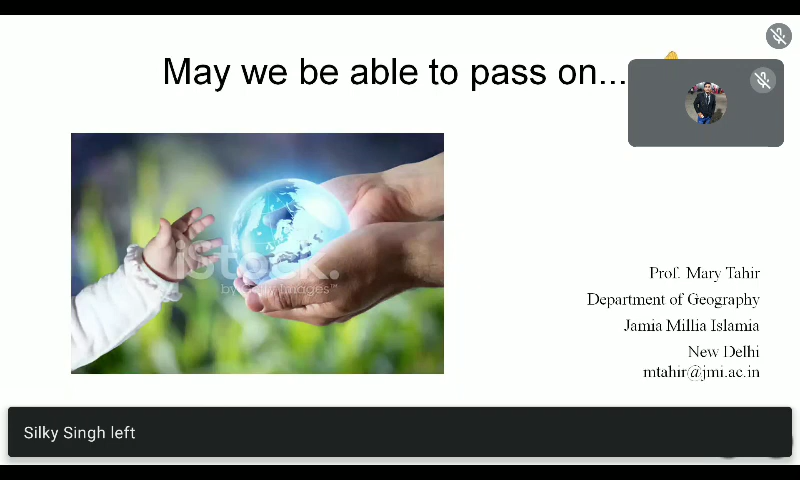 May we be able to pass on...
iStock.
by Getty Images™
Prof. Mary Tahir
Department of Geography
Jamia Millia Islamia
New Delhi
mtahir@jmi.ac.in
Silky Singh left